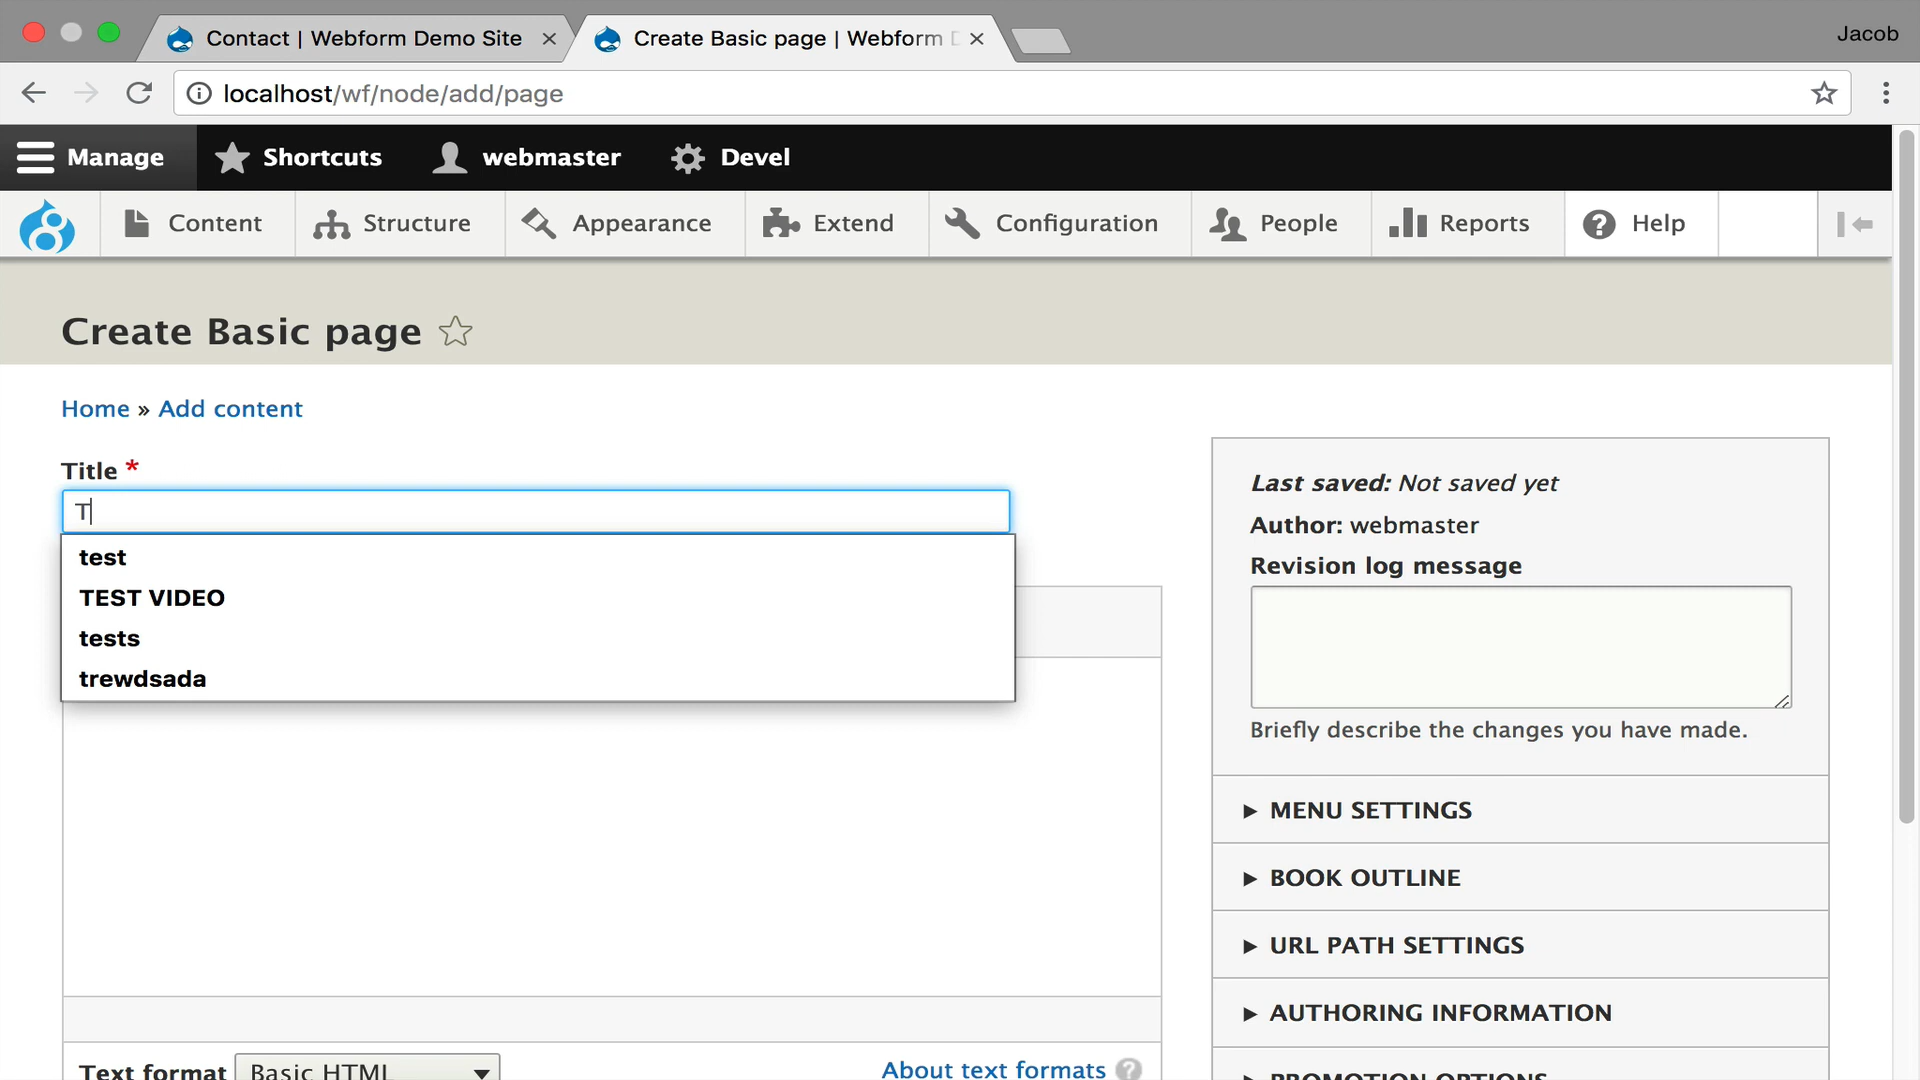 Contact | Webform Demo Site
Create Basic page | Webform D
Jacob
localhost/wf/node/add/page
Manage
Shortcuts
webmaster
Devel
Content
Structure
Appearance
Extend
Configuration
People
Reports
Help
Create Basic page
Home » Add content
Title *
T
test
TEST VIDEO
tests
trewdsada
Last saved: Not saved yet
Author: webmaster
Revision log message
Briefly describe the changes you have made.
MENU SETTINGS
BOOK OUTLINE
URL PATH SETTINGS
AUTHORING INFORMATION
PROMOTION OPTIONS
Text format Basic HTML
About text formats ?